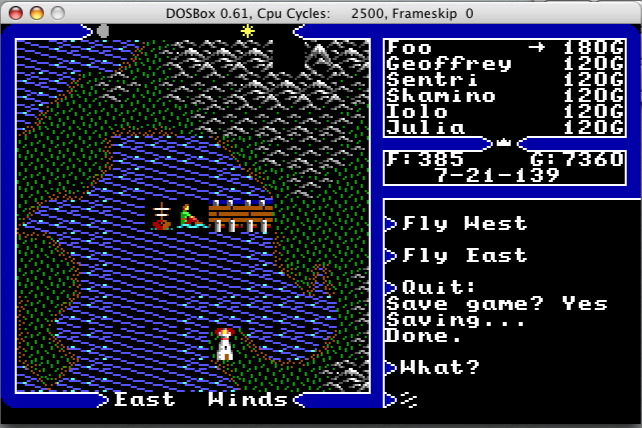 DOSBox 0.61, Cpu Cycles: 2500, Frameskip 0
Foo → 180G
Geoffrey 120G
Sentri 120G
Shamino 120G
Iolo 120G
Julia 120G
F:385 G:7360
7-21-139
Fly West
Fly East
Quit:
Save game? Yes
Saving...
Done.
What?
East Winds